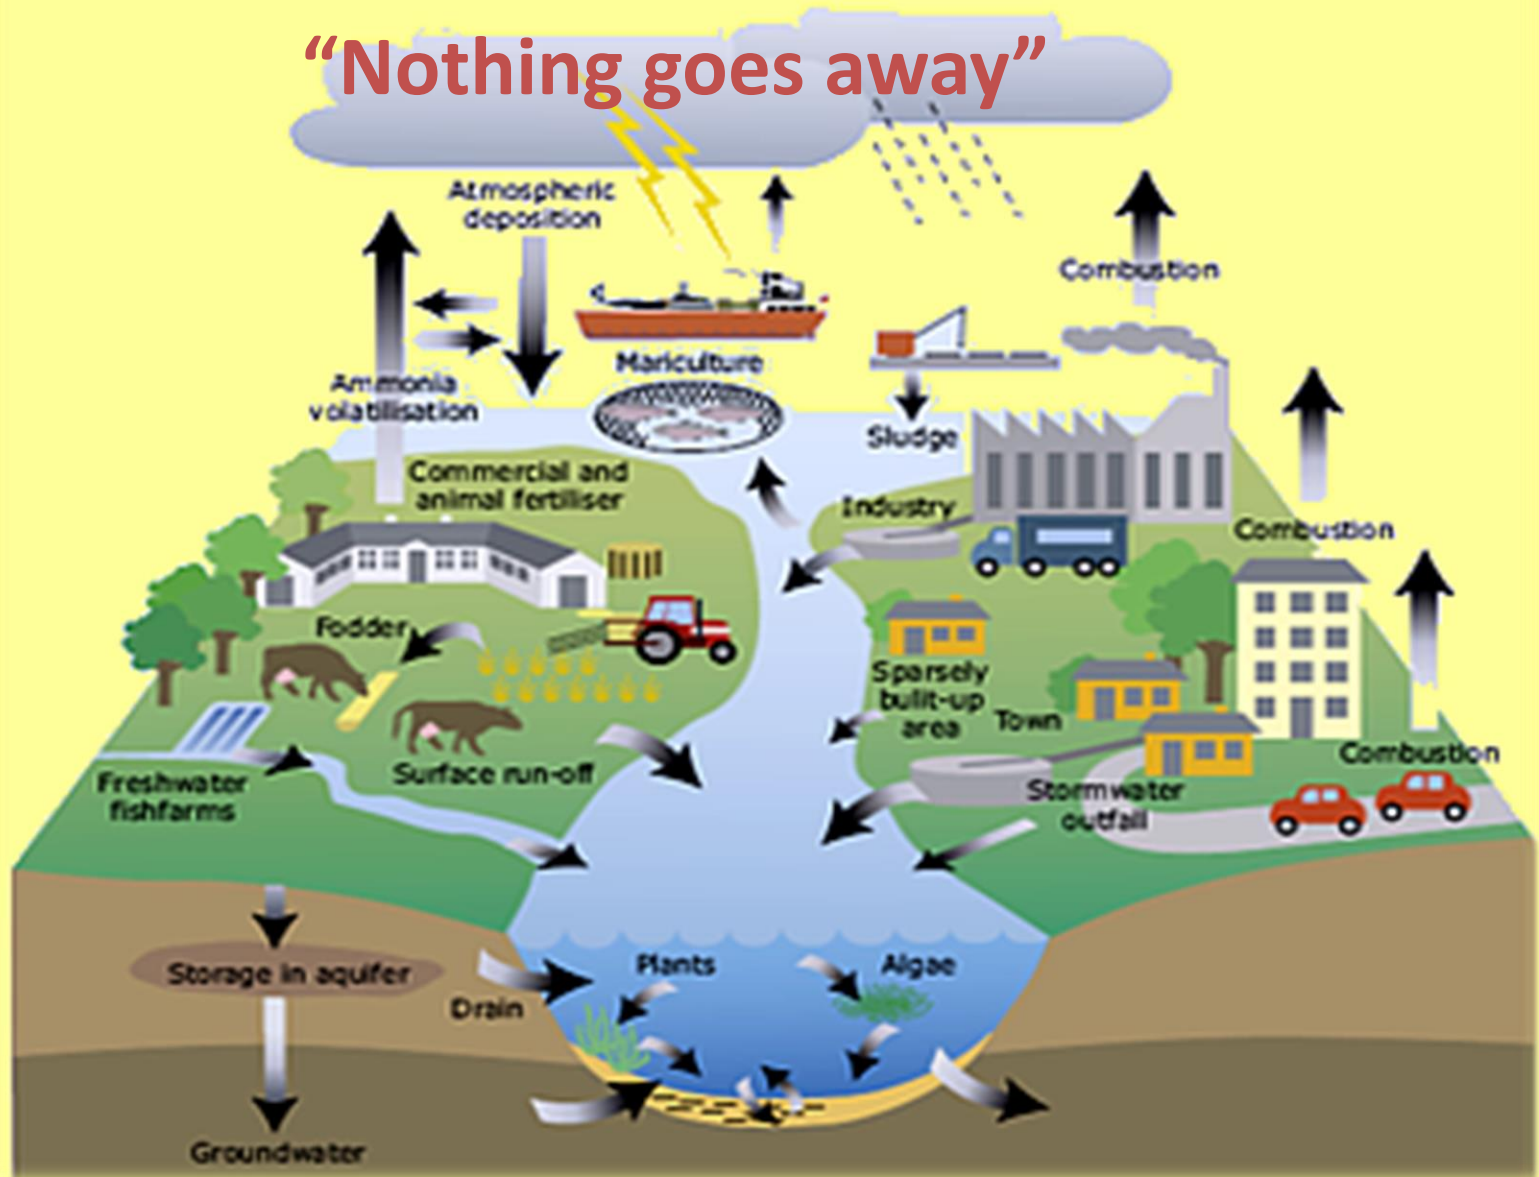 “Nothing goes away”
Atmospheric
deposition
Combustion
Mariculture
Ammonia
volatilisation
Sludge
Commercial and
animal fertiliser
Industry
Combustion
Fodder
Sparsely
bulit-up
area
Town
Combustion
Surface run-off
Freshwater
fishfarms
Stormwater
outfall
Plants
Algae
Storage in aquifer
Drain
Groundwater